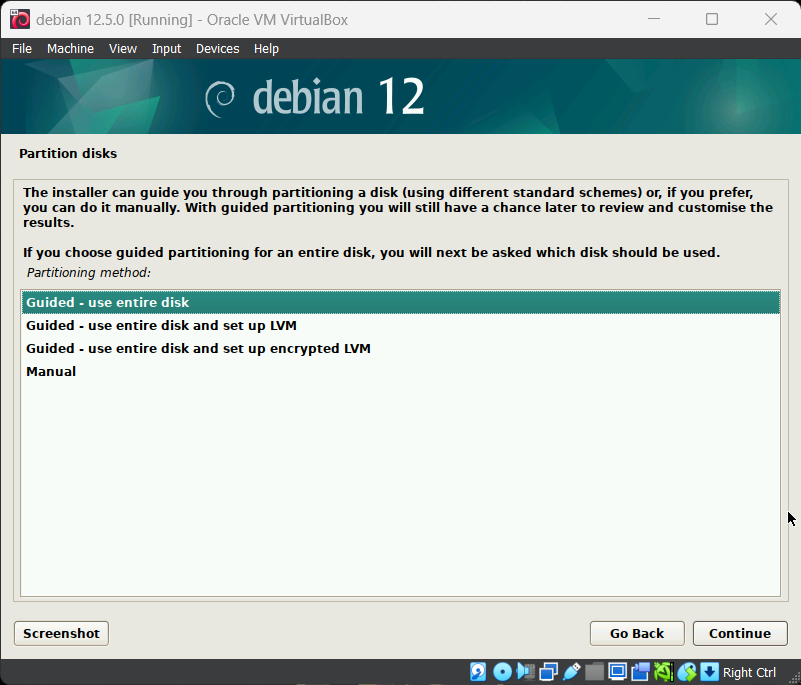 debian 12.5.0 [Running] - Oracle VM VirtualBox
File Machine View Input Devices Help
debian 12
Partition disks
The installer can guide you through partitioning a disk (using different standard schemes) or, if you prefer,
you can do it manually. With guided partitioning you will still have a chance later to review and customise the
results.
If you choose guided partitioning for an entire disk, you will next be asked which disk should be used.
Partitioning method:
Guided - use entire disk
Guided - use entire disk and set up LVM
Guided - use entire disk and set up encrypted LVM
Manual
Screenshot Go Back Continue
Right Ctrl